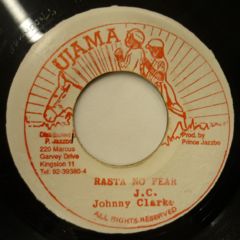 UJAMA
Distributed
P. Jazzbo
220 Marcus
Garvey Drive
Kingston 11
Tel: 92-39380-4
Prod. by
Prince Jazzbo
RASTA NO FEAR
J.C.
Johnny Clarke
ALL RIGHTS RESERVED